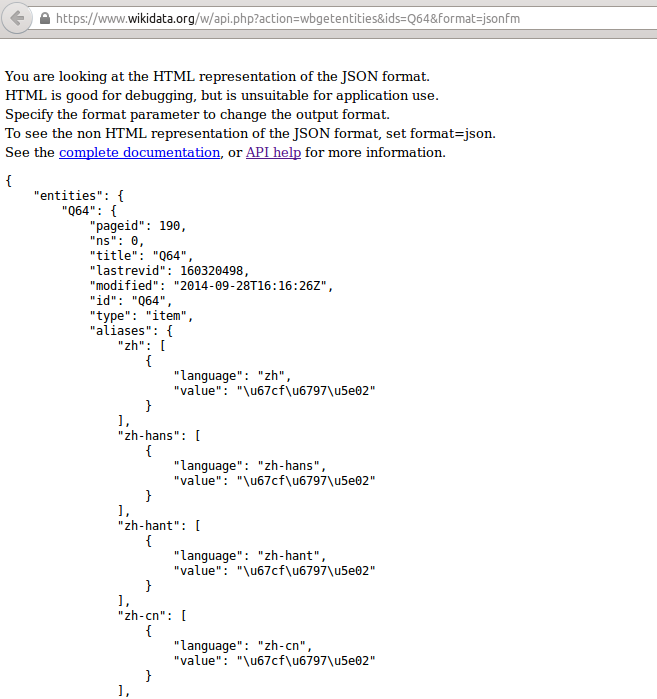 https://www.wikidata.org/w/api.php?action=wbgetentities&ids=Q64&format=jsonfm
You are looking at the HTML representation of the JSON format.
HTML is good for debugging, but is unsuitable for application use.
Specify the format parameter to change the output format.
To see the non HTML representation of the JSON format, set format=json.
See the complete documentation, or API help for more information.
{
    "entities": {
        "Q64": {
            "pageid": 190,
            "ns": 0,
            "title": "Q64",
            "lastrevid": 160320498,
            "modified": "2014-09-28T16:16:26Z",
            "id": "Q64",
            "type": "item",
            "aliases": {
                "zh": [
                    {
                        "language": "zh",
                        "value": "\u67cf\u6797\u5e02"
                    }
                ],
                "zh-hans": [
                    {
                        "language": "zh-hans",
                        "value": "\u67cf\u6797\u5e02"
                    }
                ],
                "zh-hant": [
                    {
                        "language": "zh-hant",
                        "value": "\u67cf\u6797\u5e02"
                    }
                ],
                "zh-cn": [
                    {
                        "language": "zh-cn",
                        "value": "\u67cf\u6797\u5e02"
                    }
                ],